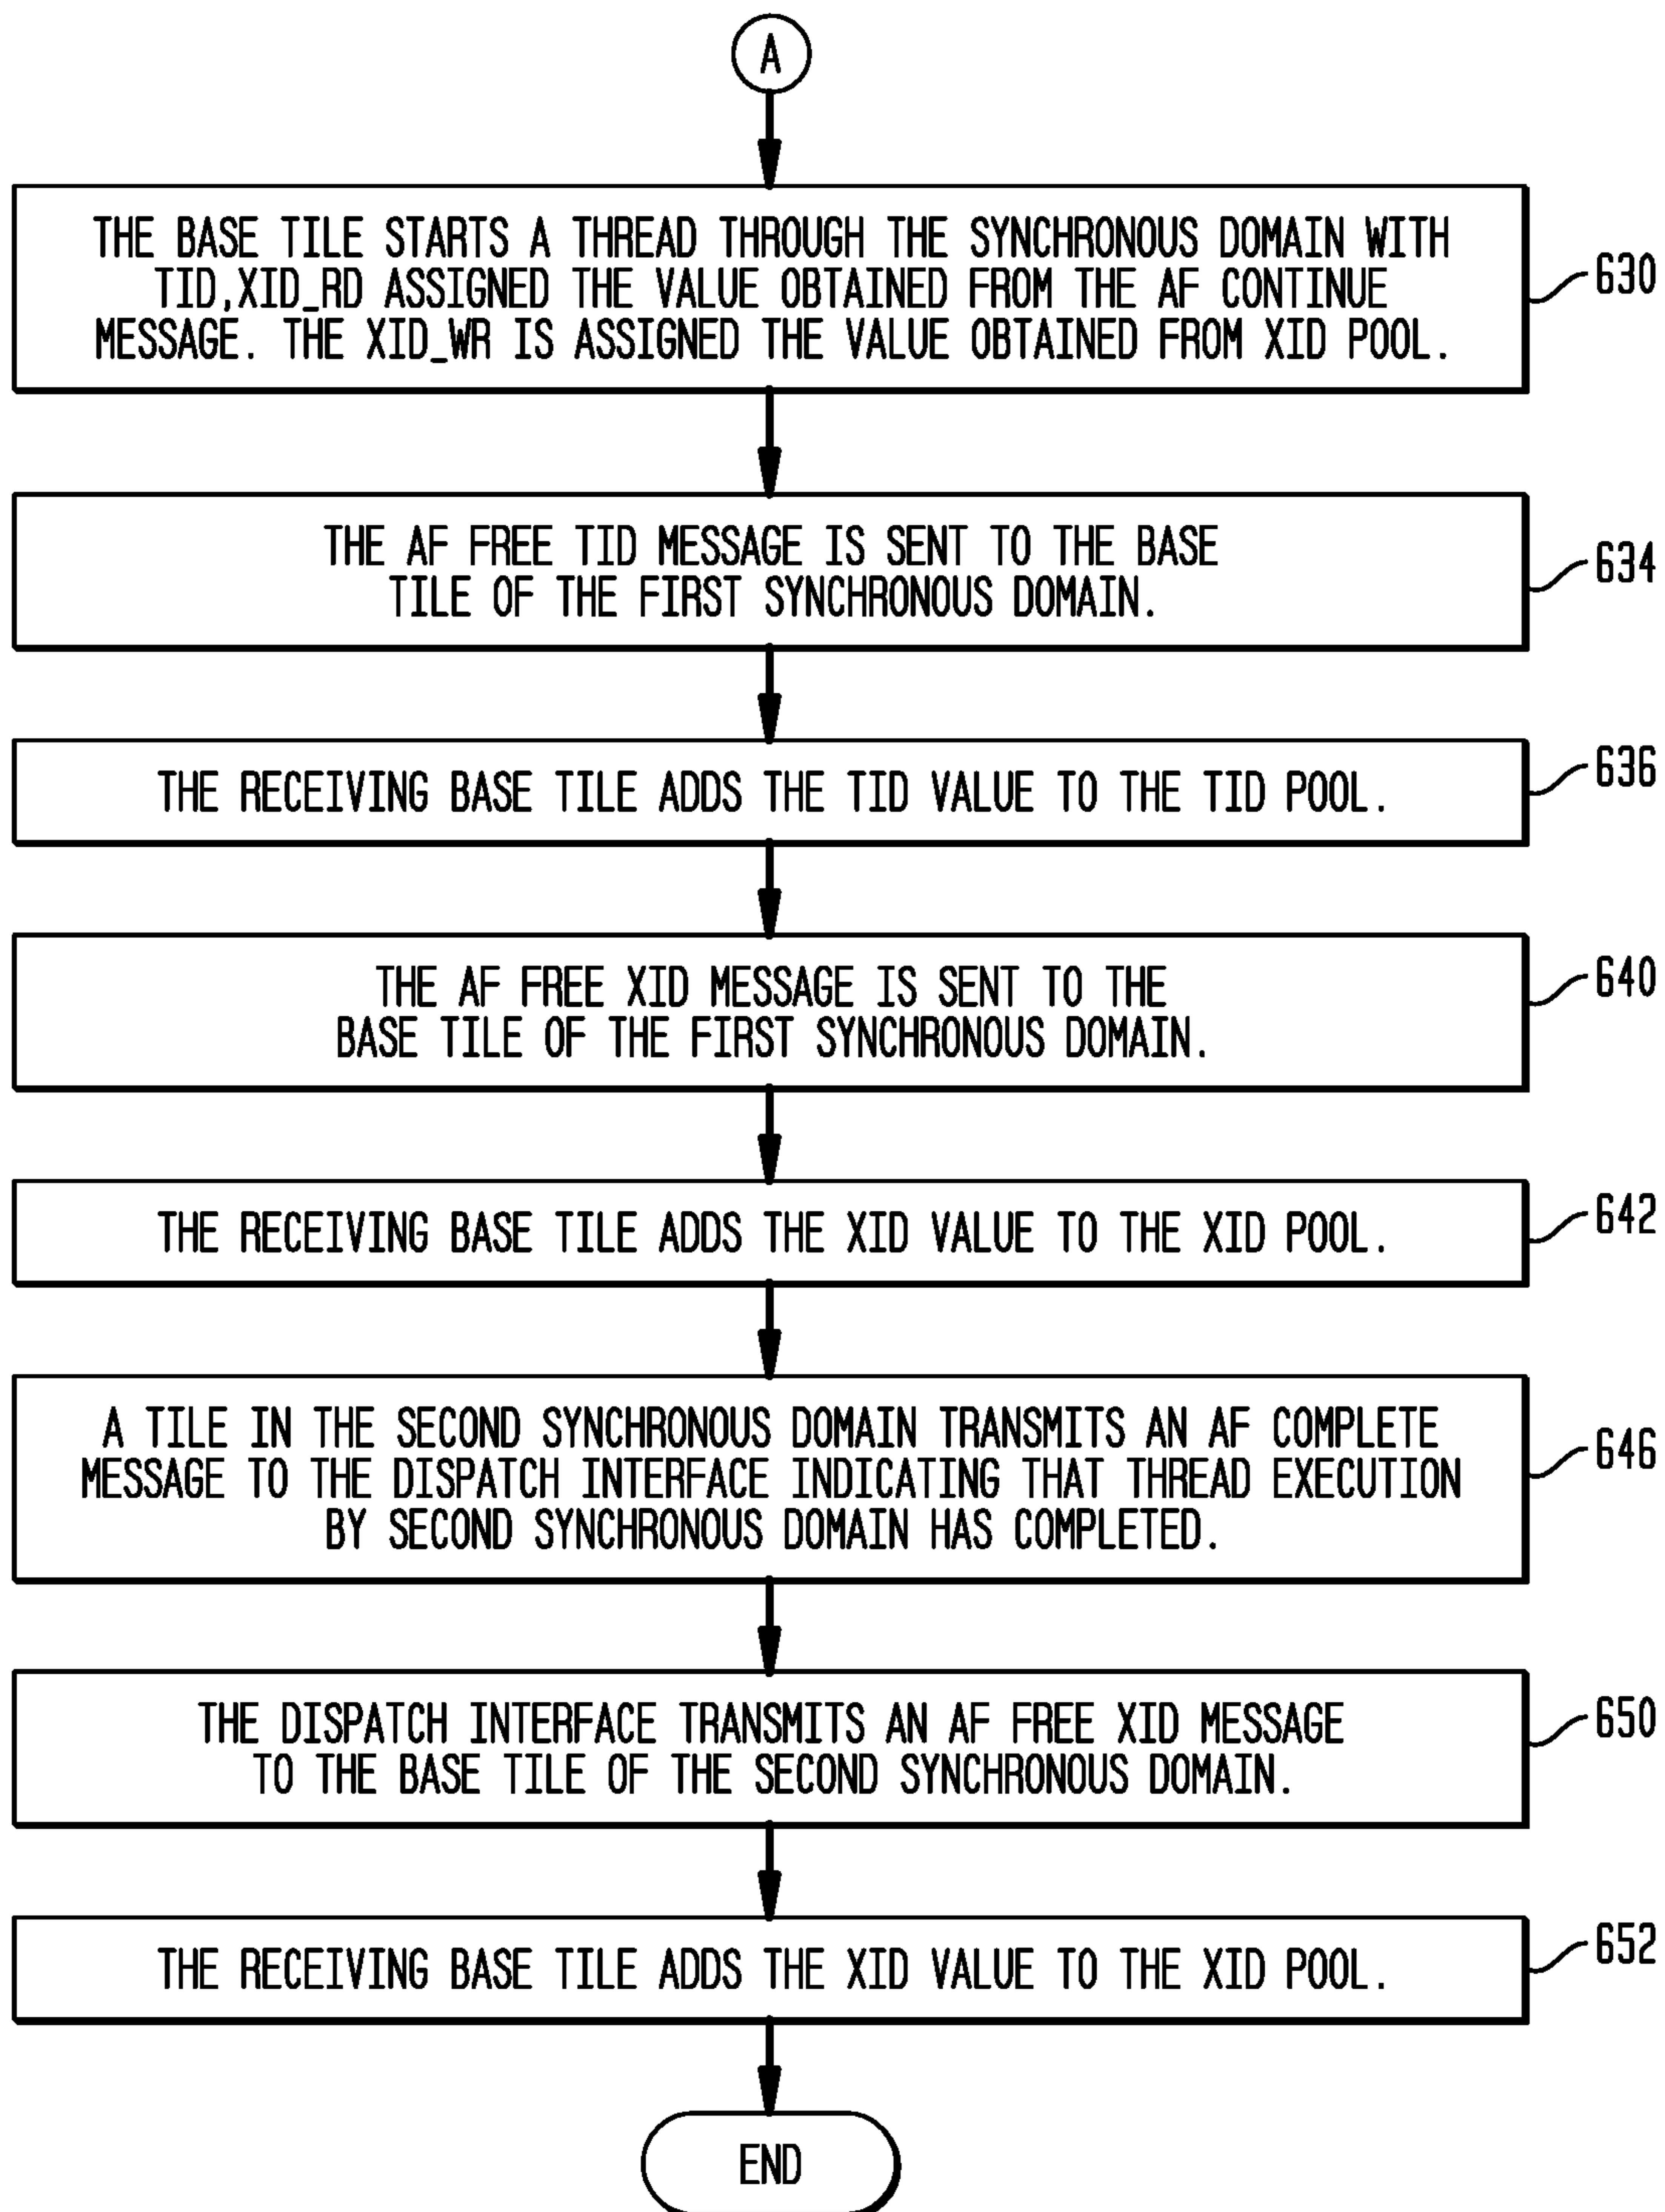 A
THE BASE TILE STARTS A THREAD THROUGH THE SYNCHRONOUS DOMAIN WITH
TID,XID_RD ASSIGNED THE VALUE OBTAINED FROM THE AF CONTINUE
MESSAGE. THE XID_WR IS ASSIGNED THE VALUE OBTAINED FROM XID POOL.
630
THE AF FREE TID MESSAGE IS SENT TO THE BASE
TILE OF THE FIRST SYNCHRONOUS DOMAIN.
634
THE RECEIVING BASE TILE ADDS THE TID VALUE TO THE TID POOL.
636
THE AF FREE XID MESSAGE IS SENT TO THE
BASE TILE OF THE FIRST SYNCHRONOUS DOMAIN.
640
THE RECEIVING BASE TILE ADDS THE XID VALUE TO THE XID POOL.
642
A TILE IN THE SECOND SYNCHRONOUS DOMAIN TRANSMITS AN AF COMPLETE
MESSAGE TO THE DISPATCH INTERFACE INDICATING THAT THREAD EXECUTION
BY SECOND SYNCHRONOUS DOMAIN HAS COMPLETED.
646
THE DISPATCH INTERFACE TRANSMITS AN AF FREE XID MESSAGE
TO THE BASE TILE OF THE SECOND SYNCHRONOUS DOMAIN.
650
THE RECEIVING BASE TILE ADDS THE XID VALUE TO THE XID POOL.
652
END